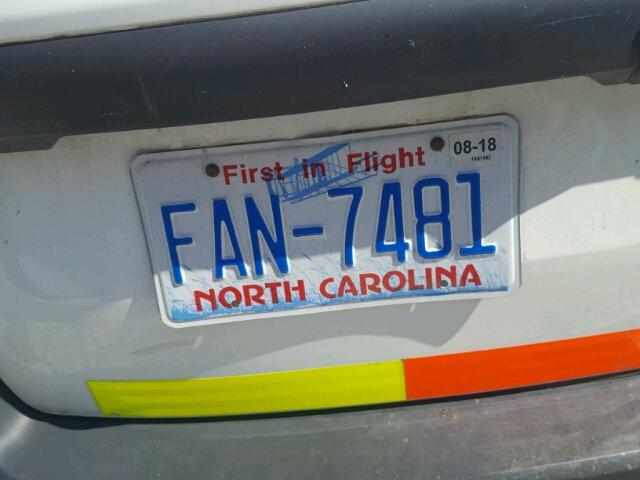 First in Flight
08-18
FAN-7481
NORTH CAROLINA